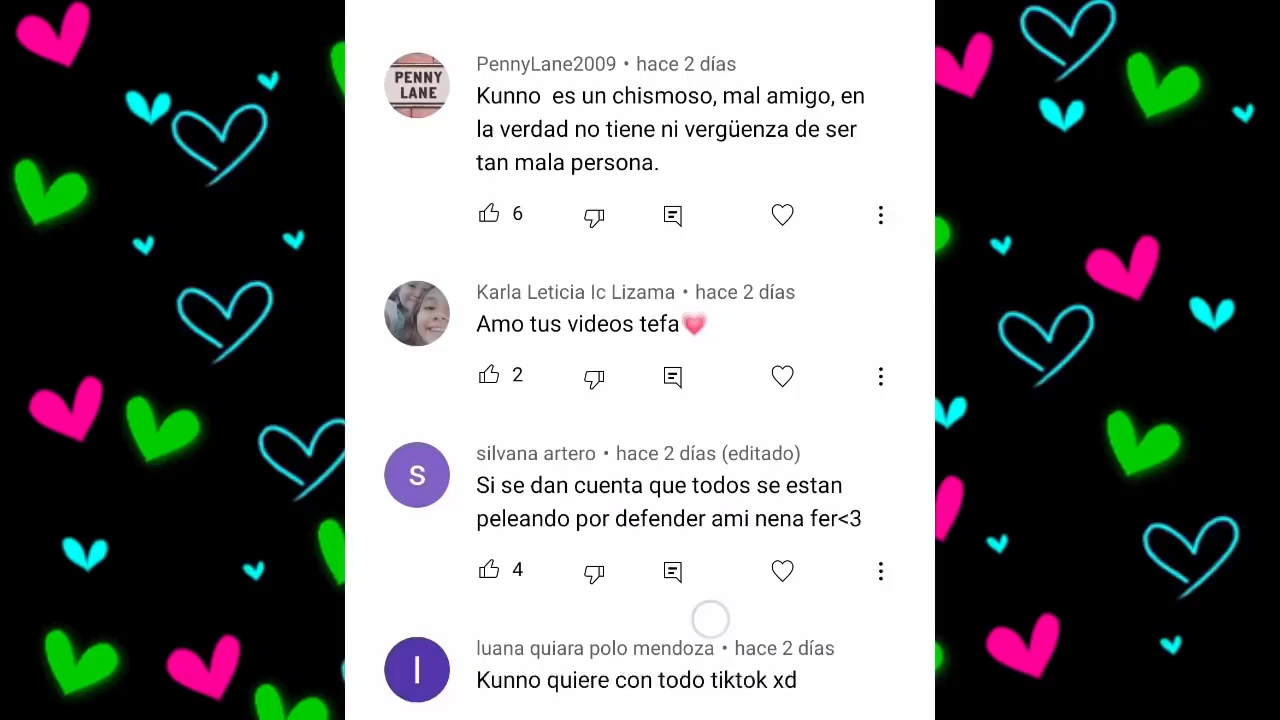 PENNY
LANE
PennyLane2009 • hace 2 días
Kunno es un chismoso, mal amigo, en
la verdad no tiene ni vergüenza de ser
tan mala persona.
6
Karla Leticia Ic Lizama • hace 2 días
Amo tus videos tefa💗
2
s
silvana artero • hace 2 días (editado)
Si se dan cuenta que todos se estan
peleando por defender ami nena fer<3
4
l
luana quiara polo mendoza • hace 2 días
Kunno quiere con todo tiktok xd